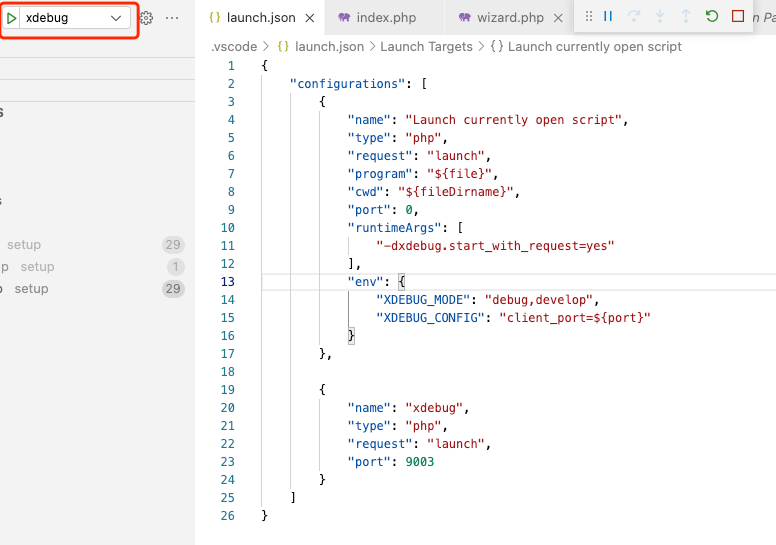 xdebug
···
launch.json
index.php
wizard.php
.vscode > {} launch.json > Launch Targets > {} Launch currently open script
1 {
2 "configurations": [
3 {
4 "name": "Launch currently open script",
5 "type": "php",
6 "request": "launch",
7 "program": "${file}",
8 "cwd": "${fileDirname}",
9 "port": 0,
10 "runtimeArgs": [
11 "-dxdebug.start_with_request=yes"
12 ],
13 "env": {
14 "XDEBUG_MODE": "debug,develop",
15 "XDEBUG_CONFIG": "client_port=${port}"
16 }
17 },
18
19 {
20 "name": "xdebug",
21 "type": "php",
22 "request": "launch",
23 "port": 9003
24 }
25 ]
26 }
setup 29
p setup 1
setup 29